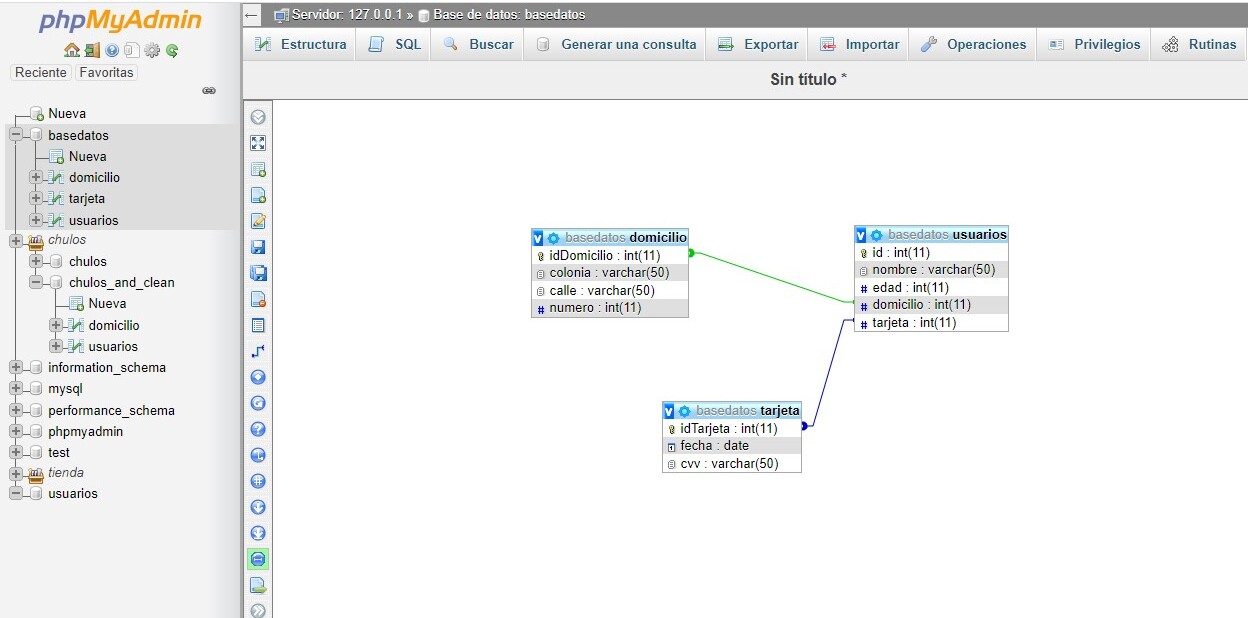 phpMyAdmin
Reciente Favoritas
Nueva
basedatos
Nueva
domicilio
tarjeta
usuarios
chulos
chulos
chulos_and_clean
Nueva
domicilio
usuarios
information_schema
mysql
performance_schema
phpmyadmin
test
tienda
usuarios
← Servidor: 127.0.0.1 » Base de datos: basedatos
Estructura SQL Buscar Generar una consulta Exportar Importar Operaciones Privilegios Rutinas
Sin título *
v basedatos domicilio
idDomicilio : int(11)
colonia : varchar(50)
calle : varchar(50)
# numero : int(11)
v basedatos usuarios
id : int(11)
nombre : varchar(50)
# edad : int(11)
# domicilio : int(11)
# tarjeta : int(11)
v basedatos tarjeta
idTarjeta : int(11)
fecha : date
cvv : varchar(50)